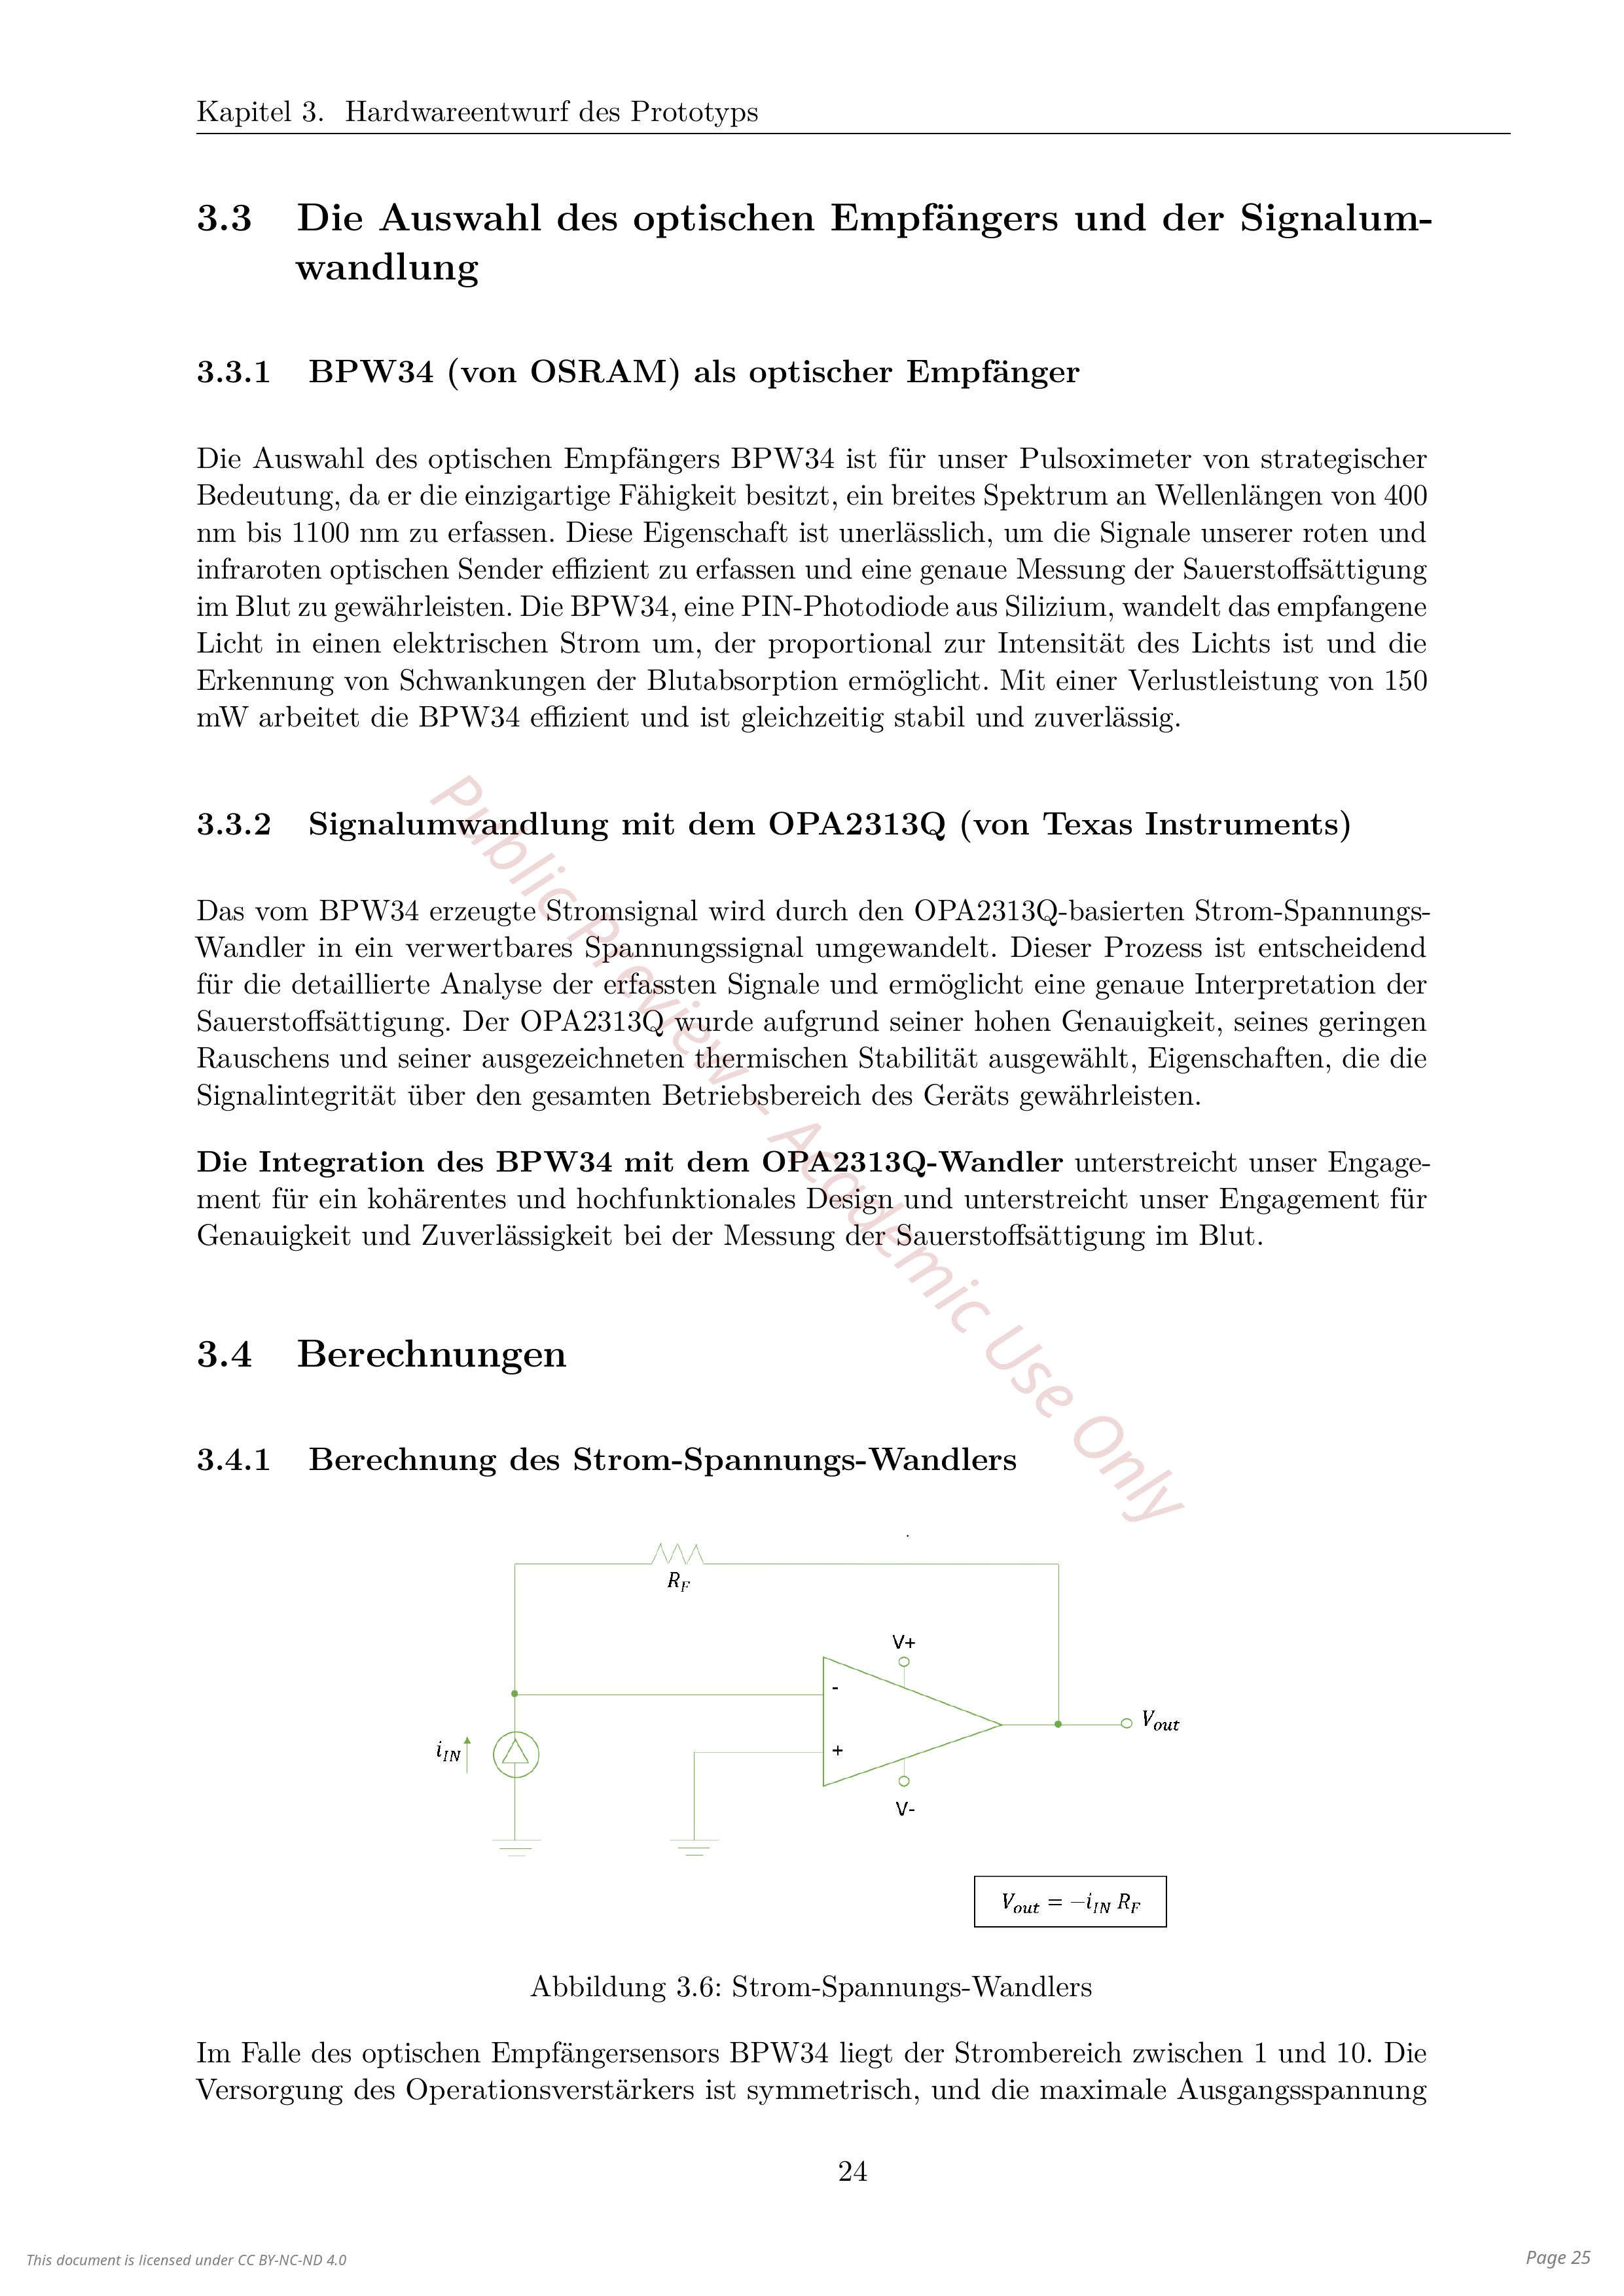 Kapitel 3. Hardwareentwurf des Prototyps
3.3 Die Auswahl des optischen Empfängers und der Signalum-
wandlung
3.3.1 BPW34 (von OSRAM) als optischer Empfänger
Die Auswahl des optischen Empfängers BPW34 ist für unser Pulsoximeter von strategischer
Bedeutung, da er die einzigartige Fähigkeit besitzt, ein breites Spektrum an Wellenlängen von 400
nm bis 1100 nm zu erfassen. Diese Eigenschaft ist unerlässlich, um die Signale unserer roten und
infraroten optischen Sender effizient zu erfassen und eine genaue Messung der Sauerstoffsättigung
im Blut zu gewährleisten. Die BPW34, eine PIN-Photodiode aus Silizium, wandelt das empfangene
Licht in einen elektrischen Strom um, der proportional zur Intensität des Lichts ist und die
Erkennung von Schwankungen der Blutabsorption ermöglicht. Mit einer Verlustleistung von 150
mW arbeitet die BPW34 effizient und ist gleichzeitig stabil und zuverlässig.
3.3.2 Signalumwandlung mit dem OPA2313Q (von Texas Instruments)
Das vom BPW34 erzeugte Stromsignal wird durch den OPA2313Q-basierten Strom-Spannungs-
Wandler in ein verwertbares Spannungssignal umgewandelt. Dieser Prozess ist entscheidend
für die detaillierte Analyse der erfassten Signale und ermöglicht eine genaue Interpretation der
Sauerstoffsättigung. Der OPA2313Q wurde aufgrund seiner hohen Genauigkeit, seines geringen
Rauschens und seiner ausgezeichneten thermischen Stabilität ausgewählt, Eigenschaften, die die
Signalintegrität über den gesamten Betriebsbereich des Geräts gewährleisten.
Die Integration des BPW34 mit dem OPA2313Q-Wandler unterstreicht unser Engage-
ment für ein kohärentes und hochfunktionales Design und unterstreicht unser Engagement für
Genauigkeit und Zuverlässigkeit bei der Messung der Sauerstoffsättigung im Blut.
Public Preview - Academic Use Only
3.4 Berechnungen
3.4.1 Berechnung des Strom-Spannungs-Wandlers
R_F
V+
-
V_out
i_IN
+
V-
V_out = −i_IN R_F
Abbildung 3.6: Strom-Spannungs-Wandlers
Im Falle des optischen Empfängersensors BPW34 liegt der Strombereich zwischen 1 und 10. Die
Versorgung des Operationsverstärkers ist symmetrisch, und die maximale Ausgangsspannung
24
This document is licensed under CC BY-NC-ND 4.0
Page 25